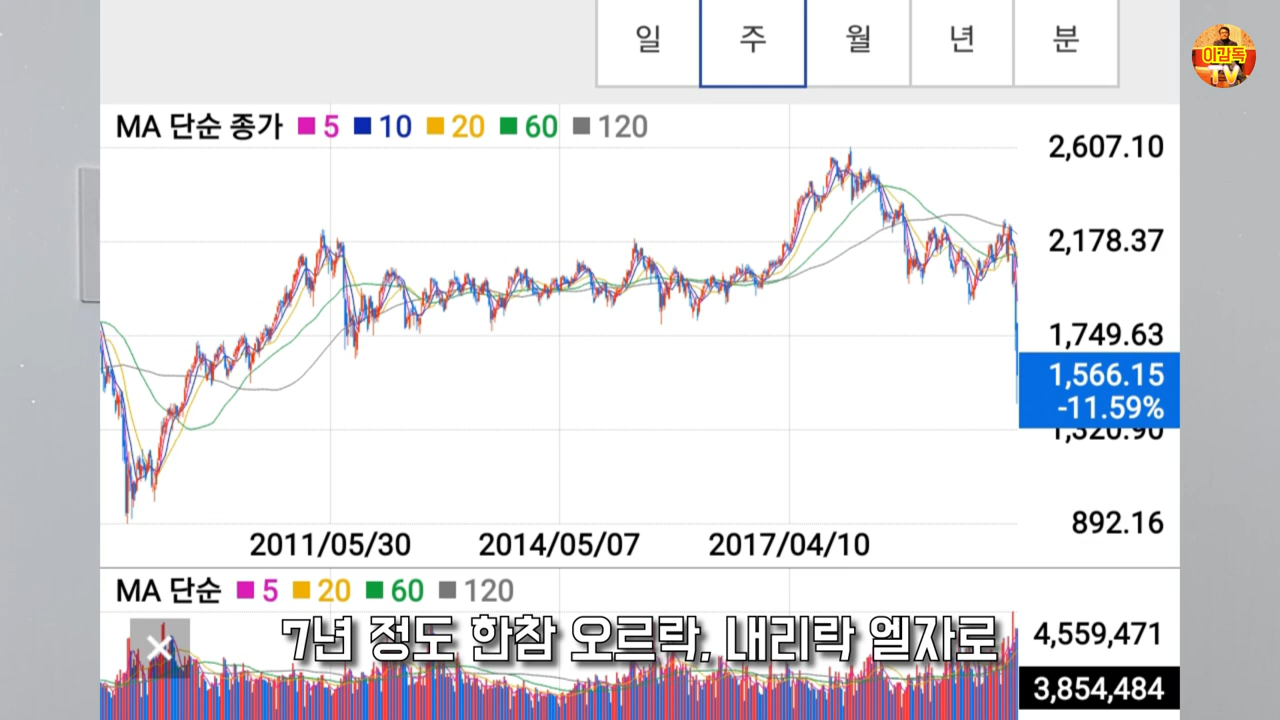 일 주 월 년 분
이감독
TV
MA 단순 종가 5 10 20 60 120
2,607.10
2,178.37
1,749.63
1,566.15
-11.59%
1,320.90
892.16
2011/05/30 2014/05/07 2017/04/10
MA 단순 5 20 60 120
7년 정도 한참 오르락, 내리락 엘자로
4,559,471
3,854,484